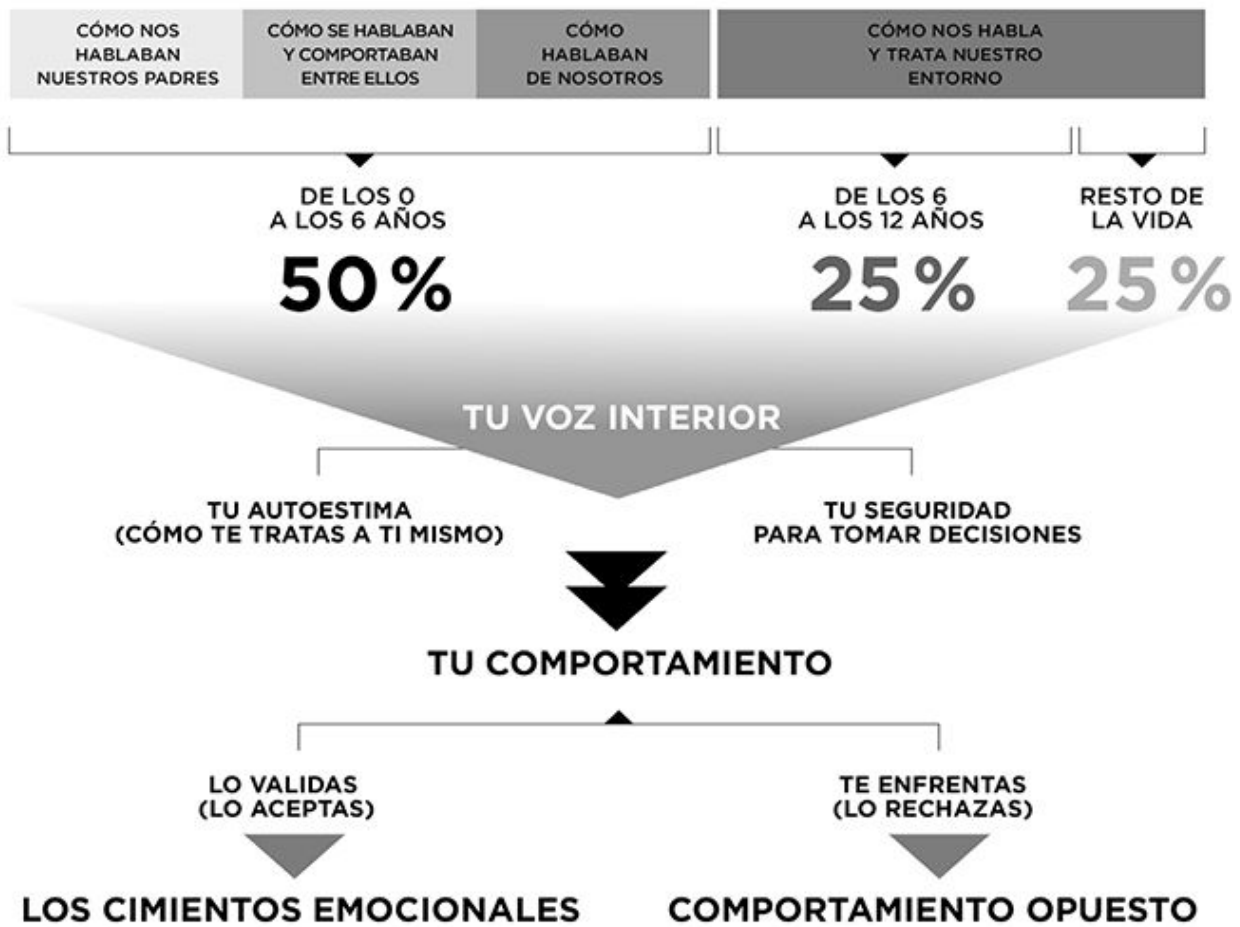 CÓMO NOS
HABLABAN
NUESTROS PADRES
CÓMO SE HABLABAN
Y COMPORTABAN
ENTRE ELLOS
CÓMO
HABLABAN
DE NOSOTROS
CÓMO NOS HABLA
Y TRATA NUESTRO
ENTORNO
DE LOS 0
A LOS 6 AÑOS
50 %
DE LOS 6
A LOS 12 AÑOS
25 %
RESTO DE
LA VIDA
25 %
TU VOZ INTERIOR
TU AUTOESTIMA
(CÓMO TE TRATAS A TI MISMO)
TU SEGURIDAD
PARA TOMAR DECISIONES
TU COMPORTAMIENTO
LO VALIDAS
(LO ACEPTAS)
TE ENFRENTAS
(LO RECHAZAS)
LOS CIMIENTOS EMOCIONALES
COMPORTAMIENTO OPUESTO